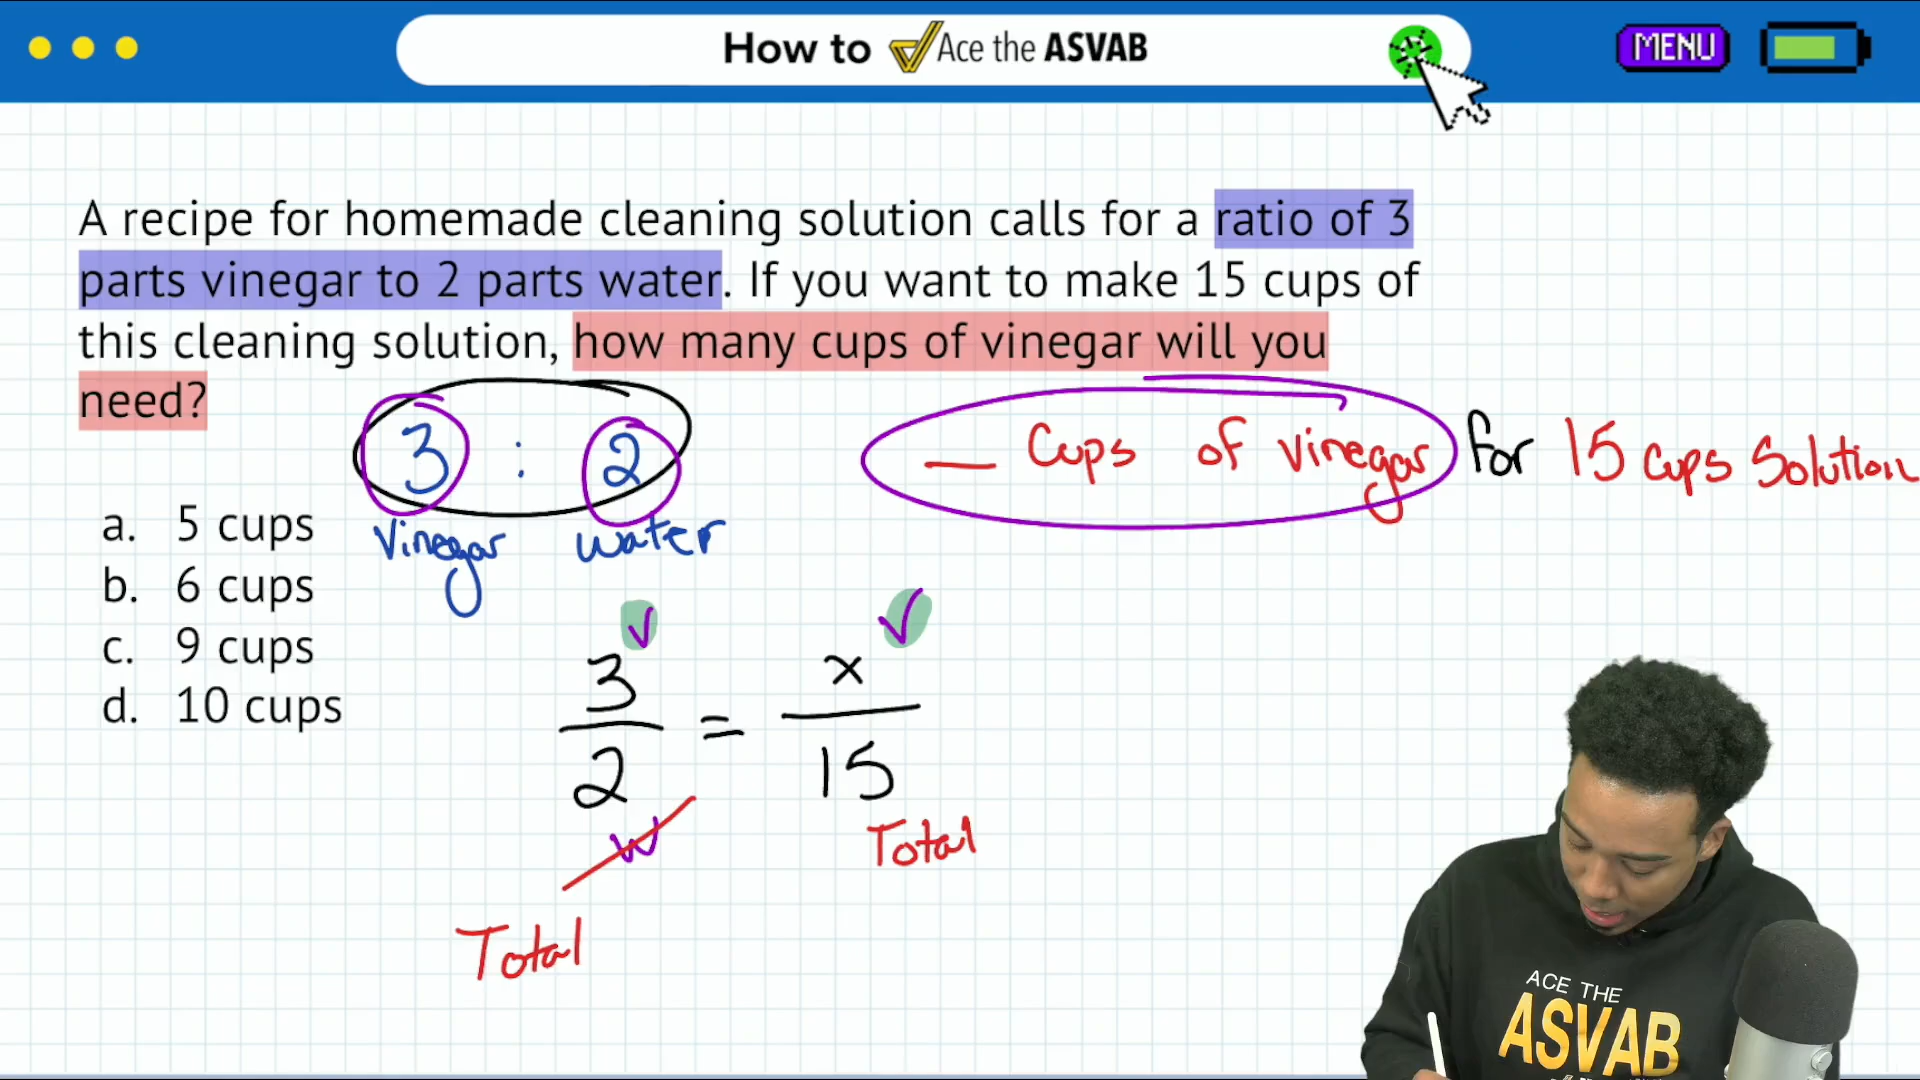 How to Ace the ASVAB
MENU
A recipe for homemade cleaning solution calls for a ratio of 3
parts vinegar to 2 parts water. If you want to make 15 cups of
this cleaning solution, how many cups of vinegar will you
need?
3 : 2
vinegar water
__ Cups of vinegar for 15 cups Solution
a. 5 cups
b. 6 cups
c. 9 cups
d. 10 cups
v v
3 = x
2 15
w Total
Total
ACE THE
ASVAB